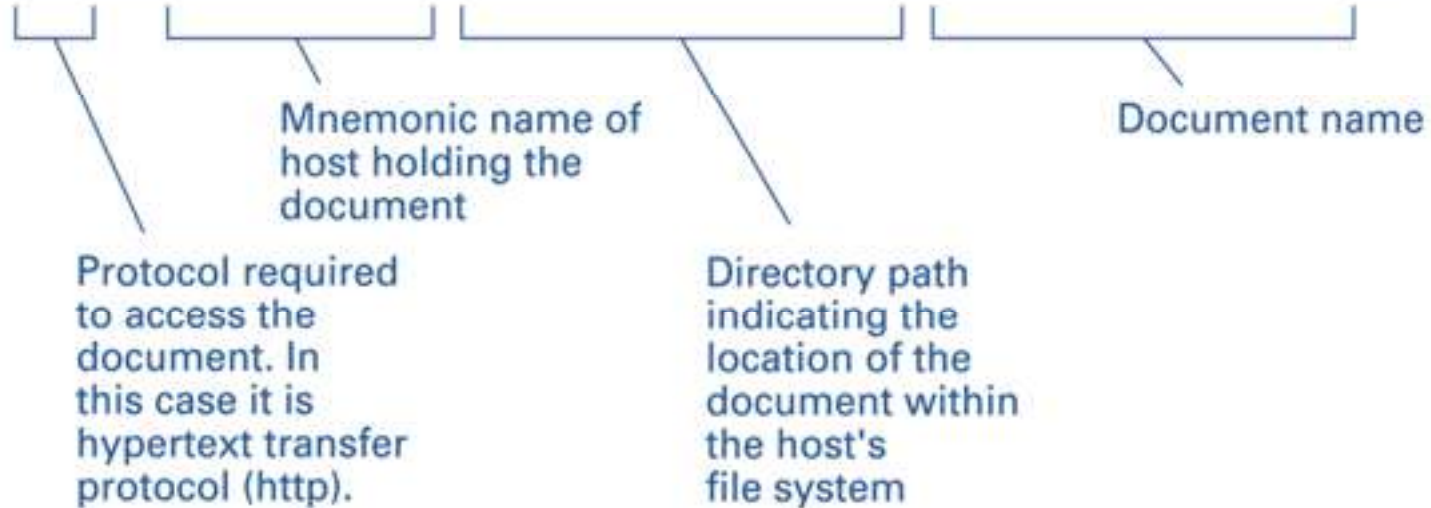 Mnemonic name of
host holding the
document
Document name
Protocol required
to access the
document. In
this case it is
hypertext transfer
protocol (http).
Directory path
indicating the
location of the
document within
the host's
file system